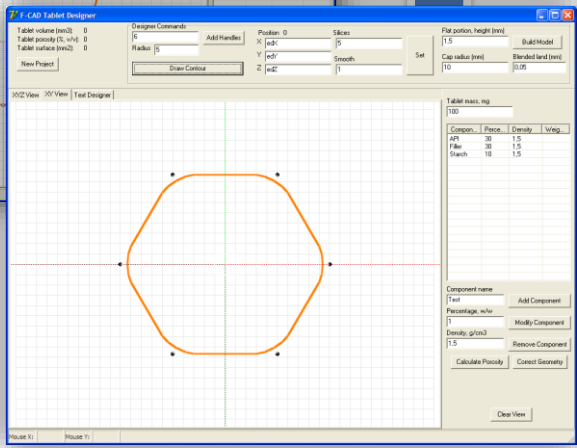 F-CAD Tablet Designer
Tablet volume (mm3): 0
Tablet porosity (%, v/v): 0
Tablet surface (mm2): 0
New Project
Designer Commands
6
Add Handles
Radius 5
Draw Contour
Position 0
X edX
Y edY
Z edZ
Slices
5
Smooth
1
Set
Flat portion, height (mm)
1,5
Build Model
Cap radius (mm)
10
Blended land (mm)
0,05
XYZ View XY View Text Designer
Tablet mass, mg
100
Compon... Perce... Density Weig...
API 30 1,5
Filler 30 1,5
Starch 10 1,5
Component name
Text
Add Component
Percentage, w/w
1
Modify Component
Density, g/cm3
1,5
Remove Component
Calculate Porosity Correct Geometry
Clear View
Mouse X: Mouse Y: